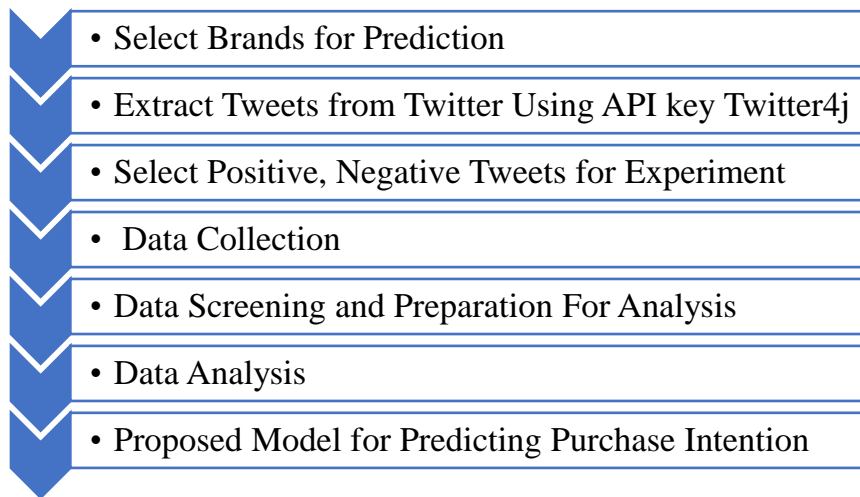 • Select Brands for Prediction
• Extract Tweets from Twitter Using API key Twitter4j
• Select Positive, Negative Tweets for Experiment
• Data Collection
• Data Screening and Preparation For Analysis
• Data Analysis
• Proposed Model for Predicting Purchase Intention